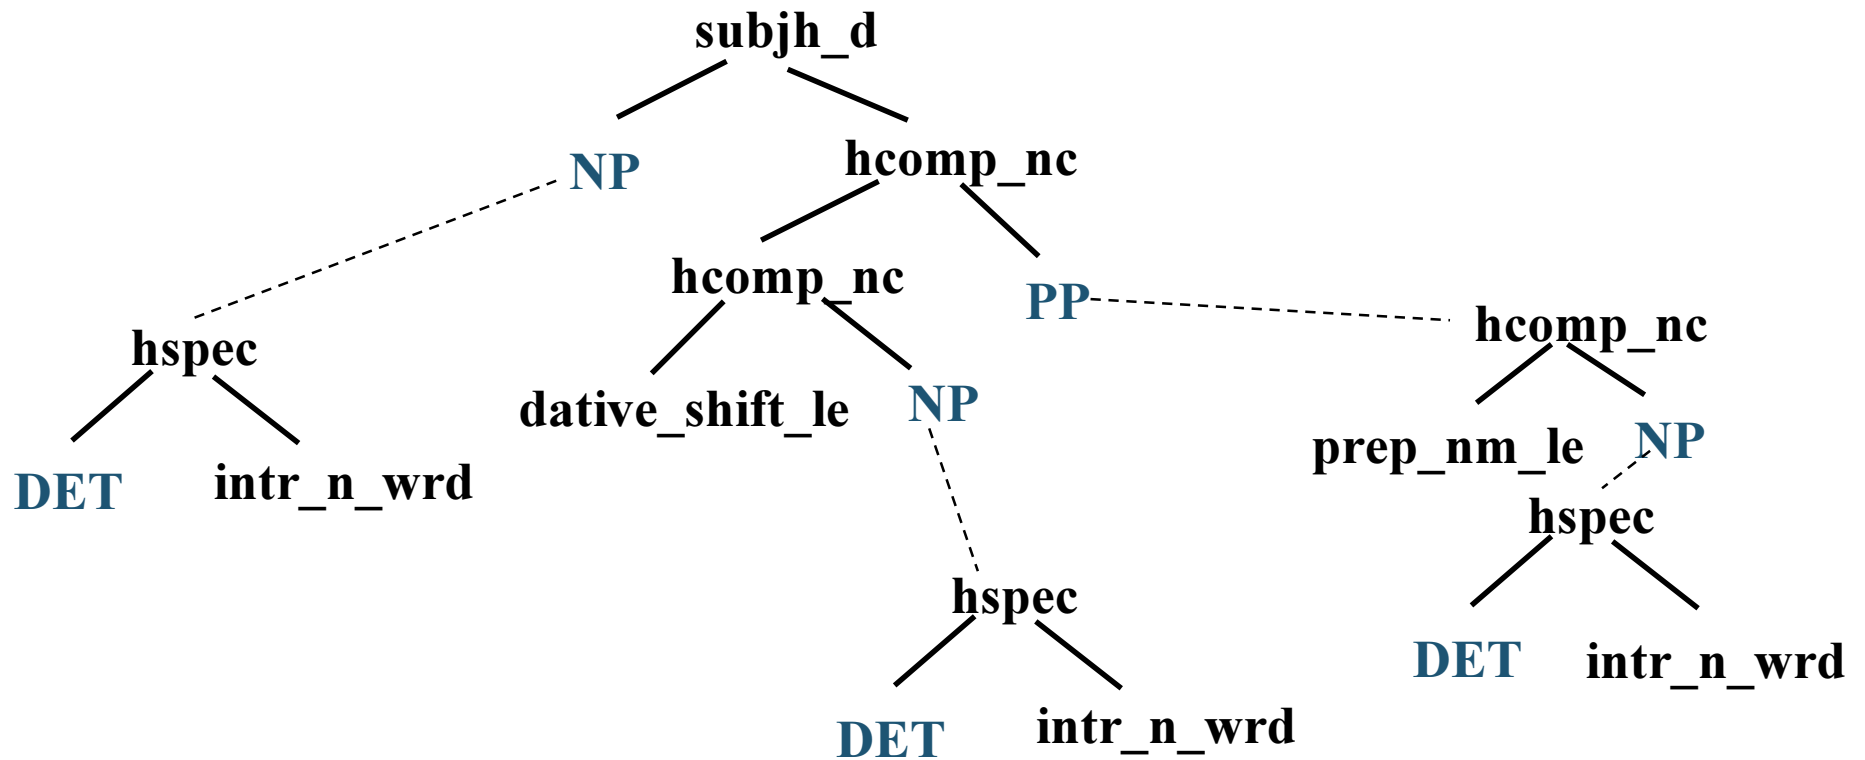 subjh_d
NP
hcomp_nc
hcomp_nc
PP
hcomp_nc
hspec
dative_shift_le
NP
prep_nm_le
NP
DET
intr_n_wrd
hspec
hspec
DET
intr_n_wrd
DET
intr_n_wrd